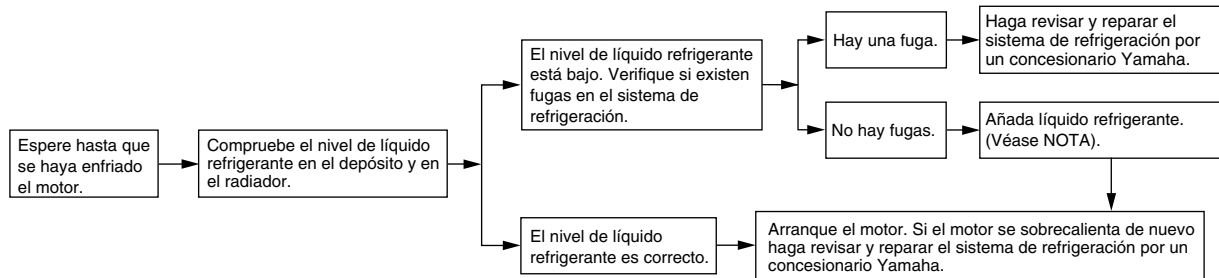 Espere hasta que
se haya enfriado
el motor.
Compruebe el nivel de líquido
refrigerante en el depósito y en
el radiador.
El nivel de líquido refrigerante
está bajo. Verifique si existen
fugas en el sistema de
refrigeración.
Hay una fuga.
Haga revisar y reparar el
sistema de refrigeración por
un concesionario Yamaha.
No hay fugas.
Añada líquido refrigerante.
(Véase NOTA).
El nivel de líquido
refrigerante es correcto.
Arranque el motor. Si el motor se sobrecalienta de nuevo
haga revisar y reparar el sistema de refrigeración por un
concesionario Yamaha.